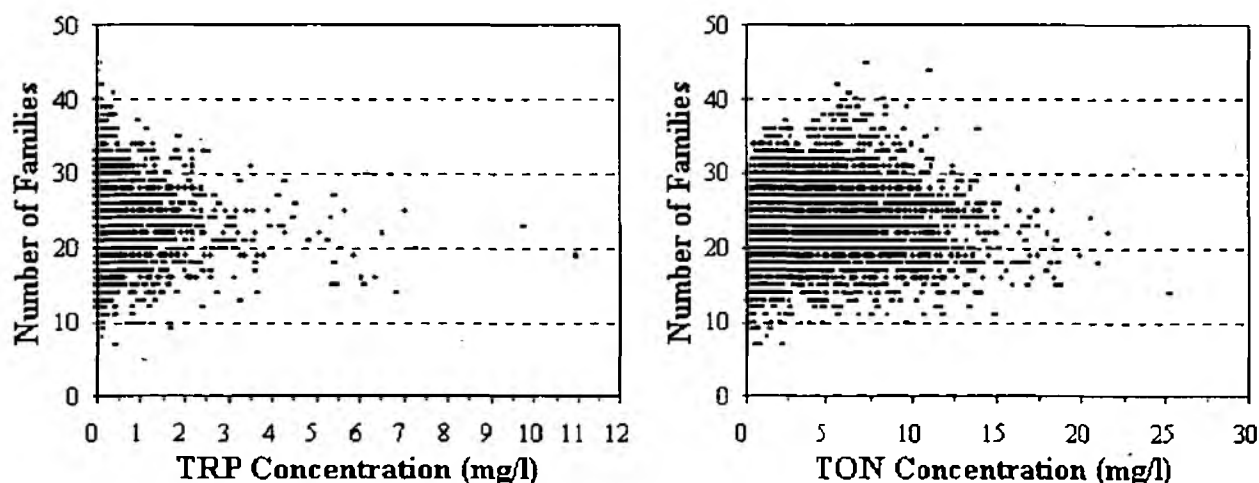 50
40
30
20
10
0
Number of Families
0 1 2 3 4 5 6 7 8 9 10 11 12
TRP Concentration (mg/l)
50
40
30
20
10
0
Number of Families
0 5 10 15 20 25 30
TON Concentration (mg/l)